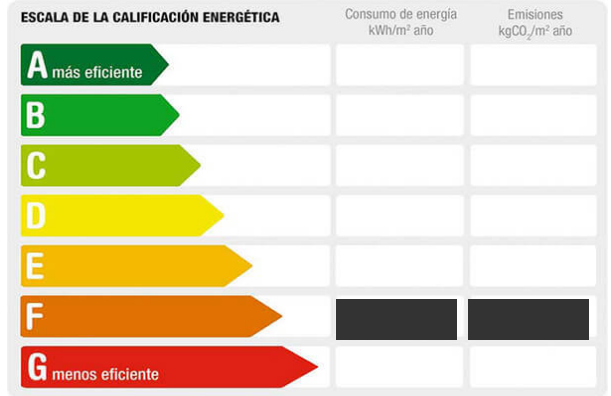 ESCALA DE LA CALIFICACIÓN ENERGÉTICA
Consumo de energía
kWh/m² año
Emisiones
kgCO₂/m² año
A más eficiente
B
C
D
E
F
G menos eficiente